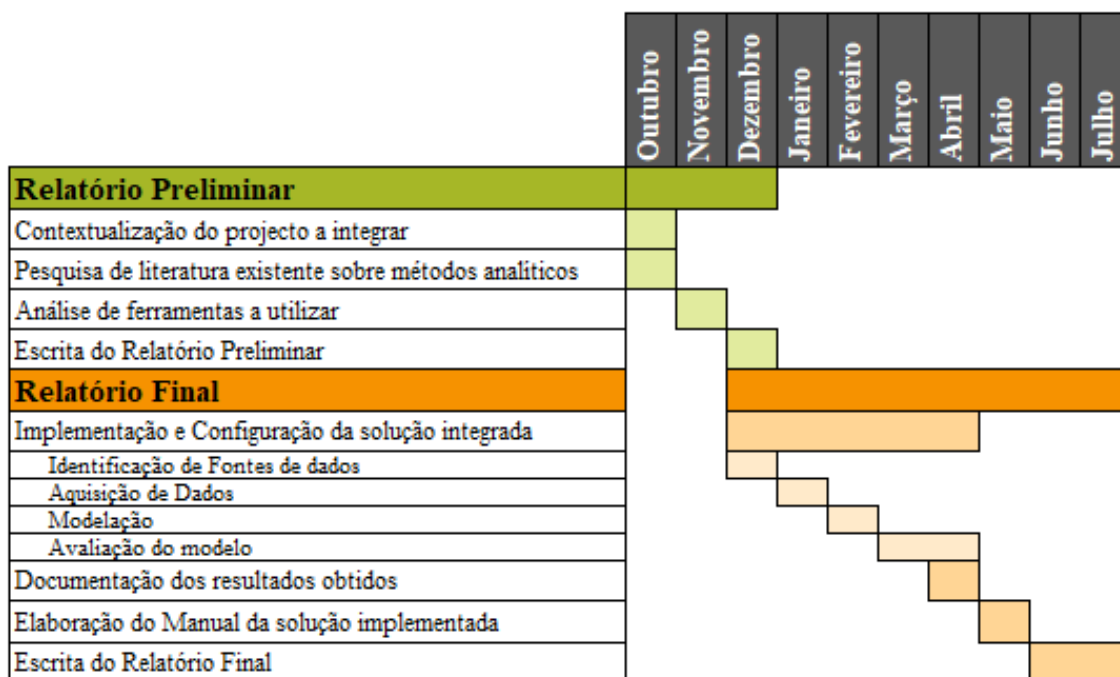 Outubro
Novembro
Dezembro
Janeiro
Fevereiro
Março
Abril
Maio
Junho
Julho
Relatório Preliminar
Contextualização do projecto a integrar
Pesquisa de literatura existente sobre métodos analíticos
Análise de ferramentas a utilizar
Escrita do Relatório Preliminar
Relatório Final
Implementação e Configuração da solução integrada
Identificação de Fontes de dados
Aquisição de Dados
Modelação
Avaliação do modelo
Documentação dos resultados obtidos
Elaboração do Manual da solução implementada
Escrita do Relatório Final